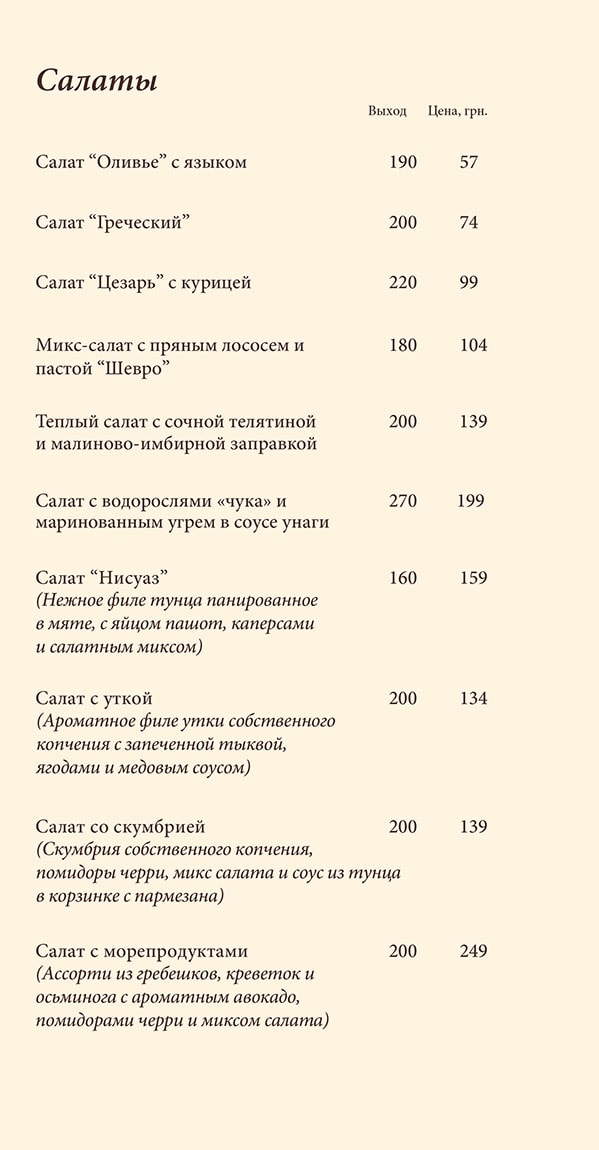 Салаты
Выход Цена, грн.
Салат “Оливье” с языком 190 57
Салат “Греческий” 200 74
Салат “Цезарь” с курицей 220 99
Микс-салат с пряным лососем и 180 104
пастой “Шевро”
Теплый салат с сочной телятиной 200 139
и малиново-имбирной заправкой
Салат с водорослями «чука» и 270 199
маринованным угрем в соусе унаги
Салат “Нисуаз” 160 159
(Нежное филе тунца панированное
в мяте, с яйцом пашот, каперсами
и салатным миксом)
Салат с уткой 200 134
(Ароматное филе утки собственного
копчения с запеченной тыквой,
ягодами и медовым соусом)
Салат со скумбрией 200 139
(Скумбрия собственного копчения,
помидоры черри, микс салата и соус из тунца
в корзинке с пармезана)
Салат с морепродуктами 200 249
(Ассорти из гребешков, креветок и
осьминога с ароматным авокадо,
помидорами черри и миксом салата)